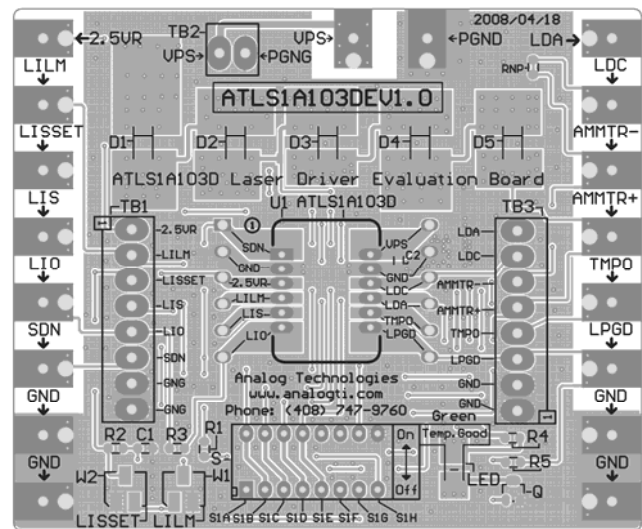 2.5VR
LILM
LISSET
LIS
LIO
SDN
GND
GND
TB2
VPS
PGNG
VPS
PGND
2008/04/18
LDA
RNP
LDC
AMMTR-
AMMTR+
TMPO
LPGD
GND
GND
ATLS1A103DEV1.0
D1
D2
D3
D4
D5
ATLS1A103D Laser Driver Evaluation Board
U1 ATLS1A103D
1 TB1
2.5VR
LILM
LISSET
LIS
LIO
SDN
GNG
GNG
1
SDN
GND
2.5VR
LILM
LIS
LIO
VPS
C2
GND
LDC
LDA
TMPO
LPGD
TB3
LDA
LDC
AMMTR-
AMMTR+
TMPO
LPGD
GND
GND
1
Analog Technologies
www.analogti.com
Phone: (408) 747-9760
R2 C1 R3 R1
W2
W1
LISSET
LILM
S
On
Off
S1A S1B S1C S1D S1E S1F S1G S1H
Green
Temp.Good
R4
R5
LED
Q